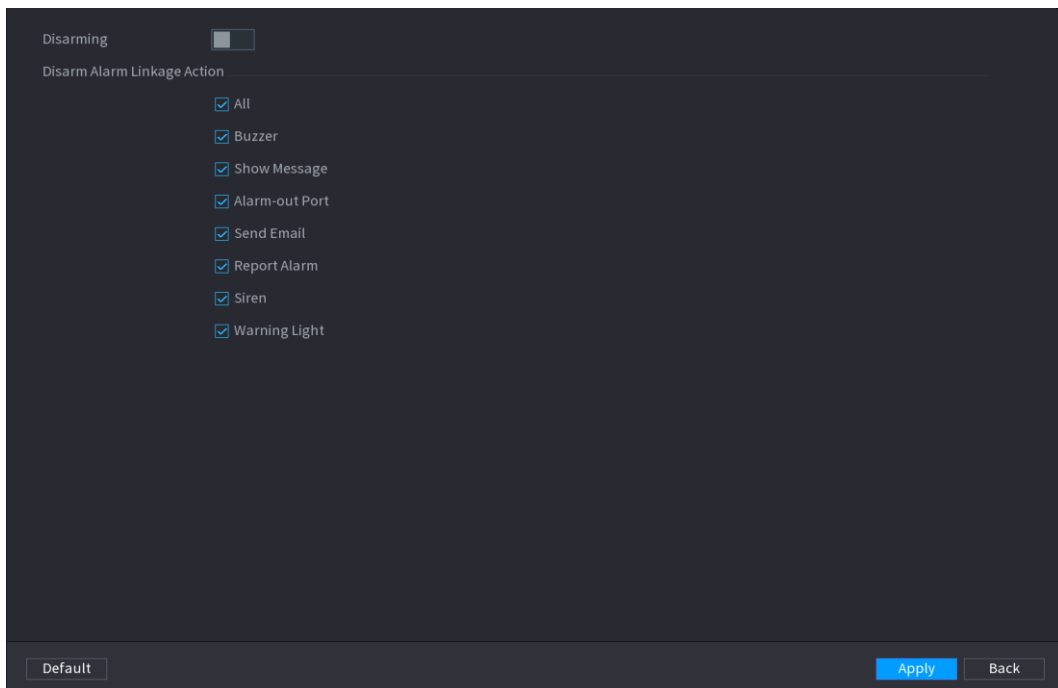 Disarming
Disarm Alarm Linkage Action
All
Buzzer
Show Message
Alarm-out Port
Send Email
Report Alarm
Siren
Warning Light
Default Apply Back